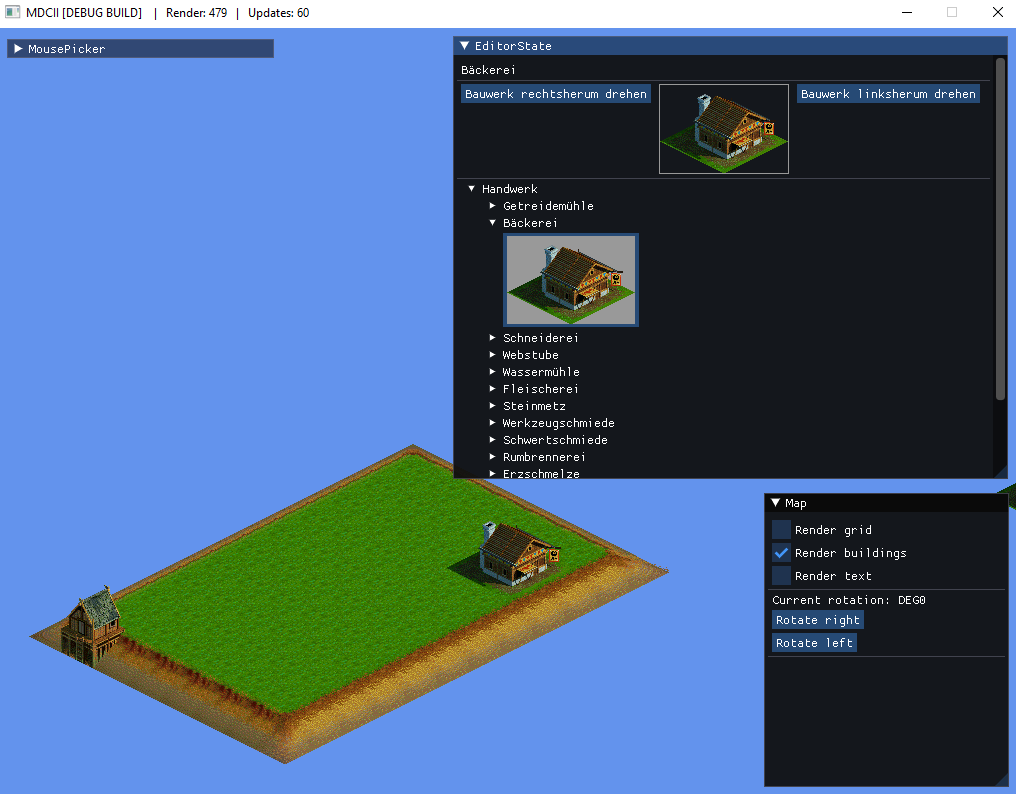 MDCII [DEBUG BUILD]  |  Render: 479  |  Updates: 60
MousePicker
EditorState
Bäckerei
Bauwerk rechtsherum drehen
Bauwerk linksherum drehen
Handwerk
Getreidemühle
Bäckerei
Schneiderei
Webstube
Wassermühle
Fleischerei
Steinmetz
Werkzeugschmiede
Schwertschmiede
Rumbrennerei
Erzschmelze
Map
Render grid
Render buildings
Render text
Current rotation: DEG0
Rotate right
Rotate left